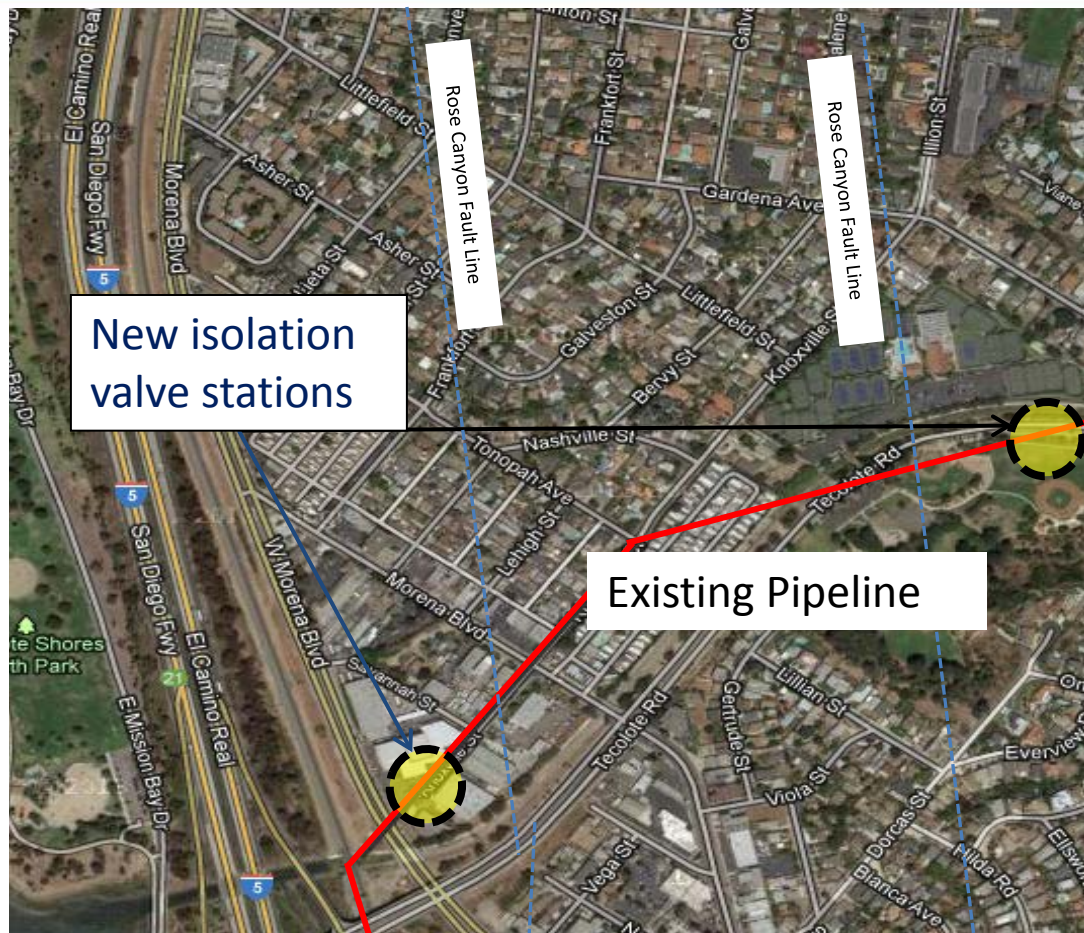 El Camino Real
San Diego Fwy
Morena Blvd
Littlefield St
Asher St
Asher St
Frankfort St
Gardena Ave
Illion St
Rose Canyon Fault Line
Rose Canyon Fault Line
5
New isolation
valve stations
Galveston St
Littlefield St
Knoxville St
Bervy St
Nashville St
Tonopah Ave
Tecolote Rd
Lehigh St
5
San Diego Fwy
El Camino Real
W Morena Blvd
Morena Blvd
Existing Pipeline
Savannah St
21
E Mission Bay Dr
Tecolote Rd
Gertrude St
Lillian St
Viola St
Everview
Dorcas St
Hilda Rd
Blanca Ave
Vega St
5